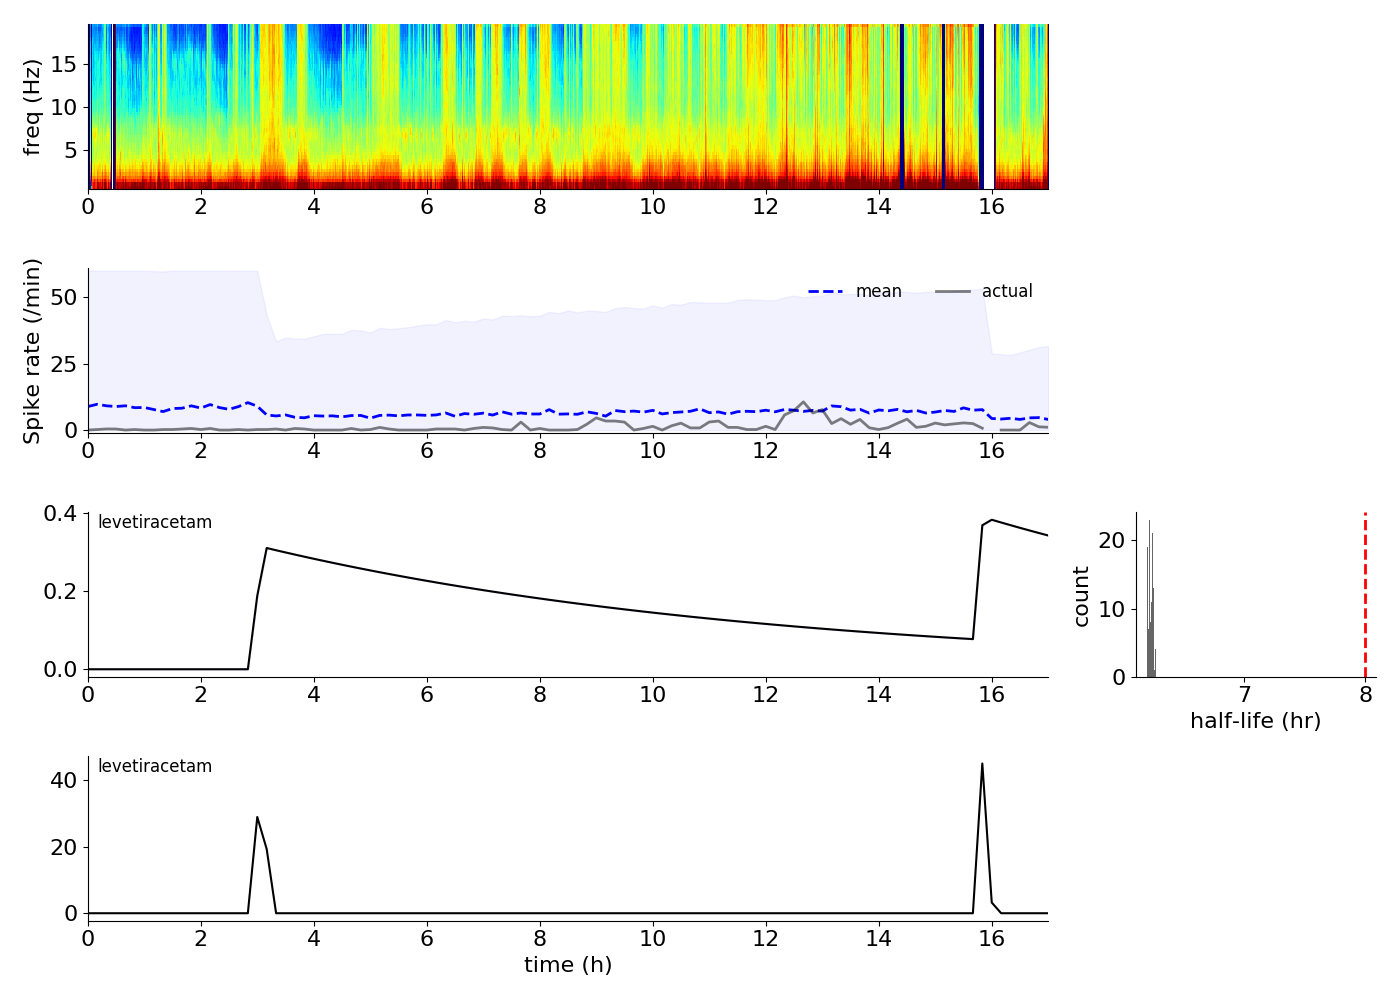 freq (Hz)
15
10
5
0 2 4 6 8 10 12 14 16
Spike rate (/min)
50
25
0
mean actual
0 2 4 6 8 10 12 14 16
levetiracetam
0.4
0.2
0.0
0 2 4 6 8 10 12 14 16
count
20
10
0
7 8
half-life (hr)
levetiracetam
40
20
0
0 2 4 6 8 10 12 14 16
time (h)